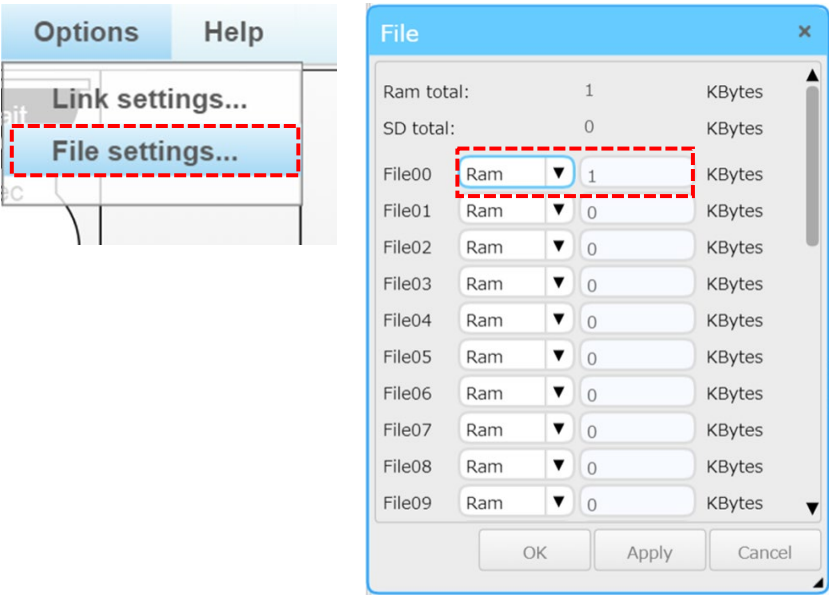 Options Help
Link settings...
ait
File settings...
ec
File
Ram total: 1 KBytes
SD total: 0 KBytes
File00 Ram 1 KBytes
File01 Ram 0 KBytes
File02 Ram 0 KBytes
File03 Ram 0 KBytes
File04 Ram 0 KBytes
File05 Ram 0 KBytes
File06 Ram 0 KBytes
File07 Ram 0 KBytes
File08 Ram 0 KBytes
File09 Ram 0 KBytes
OK Apply Cancel